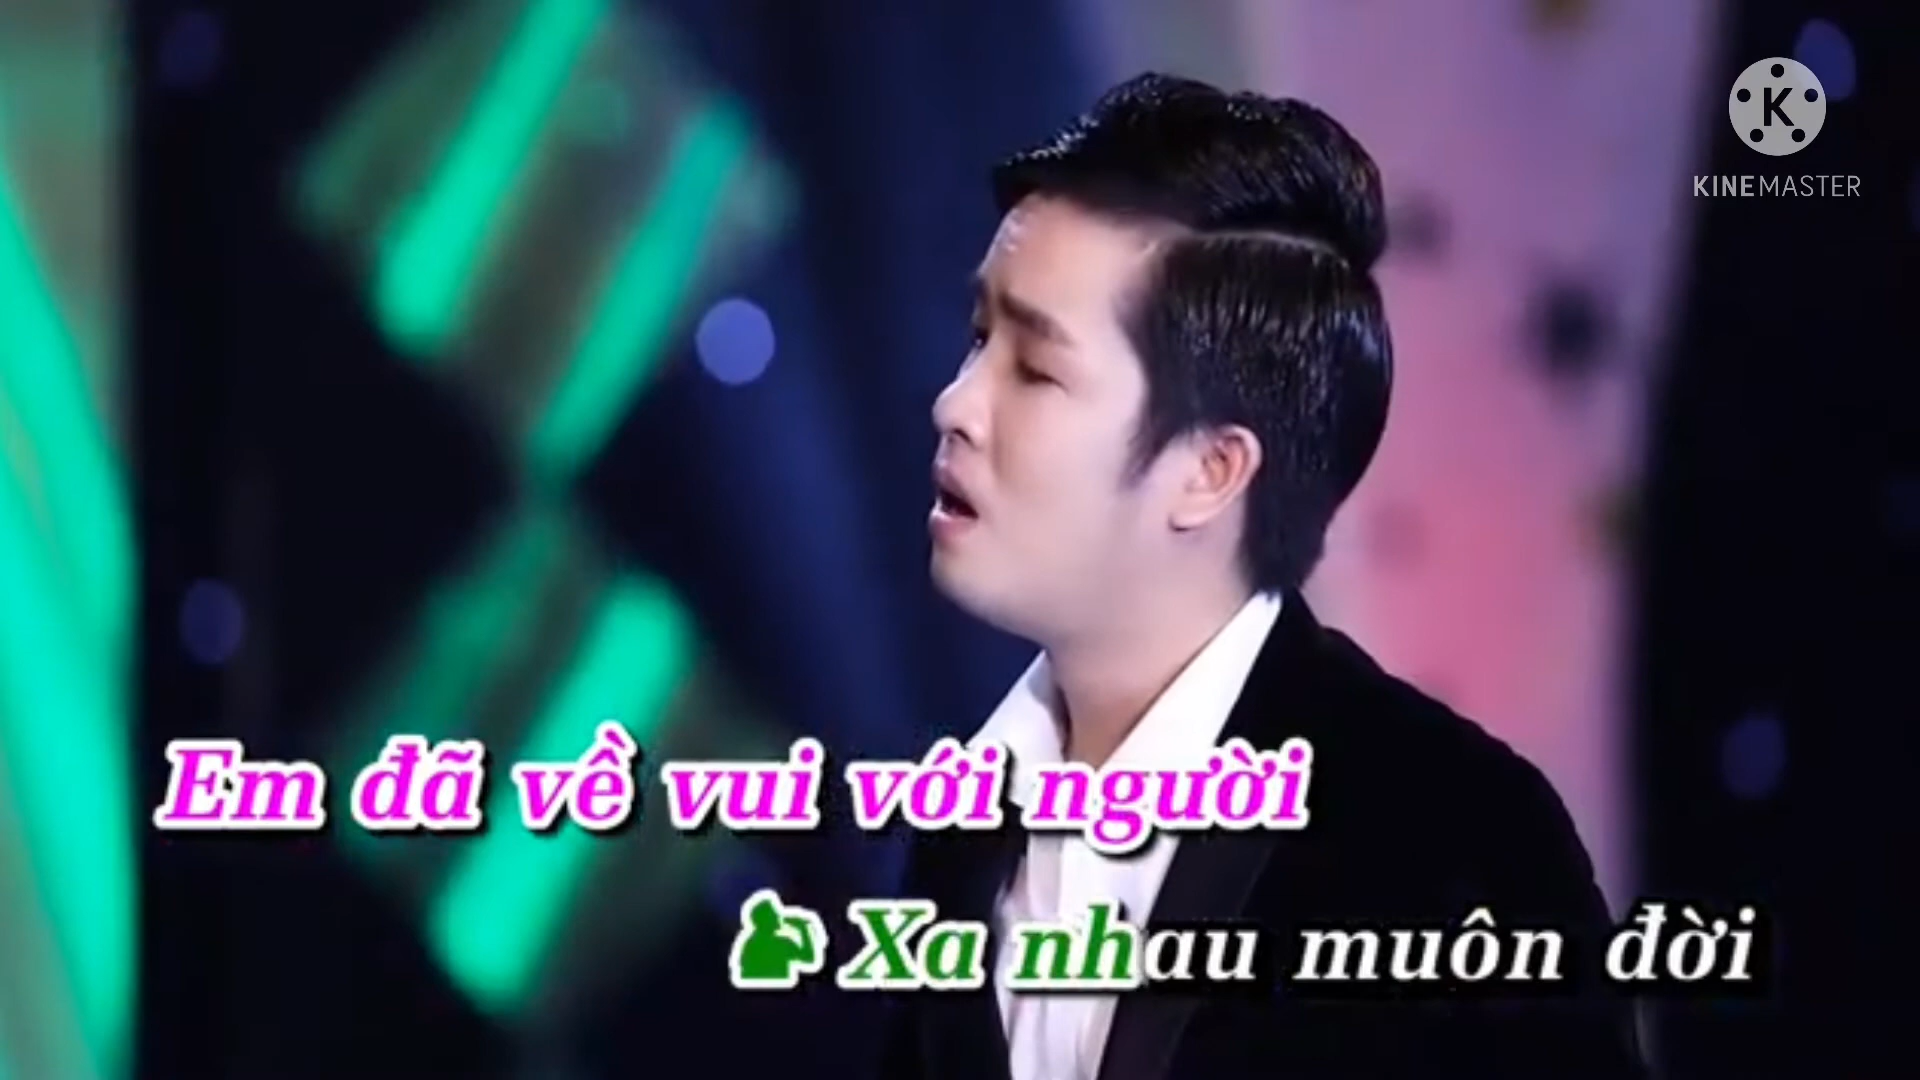 K
KINEMASTER
Em đã về vui với người
Xa nhau muôn đời